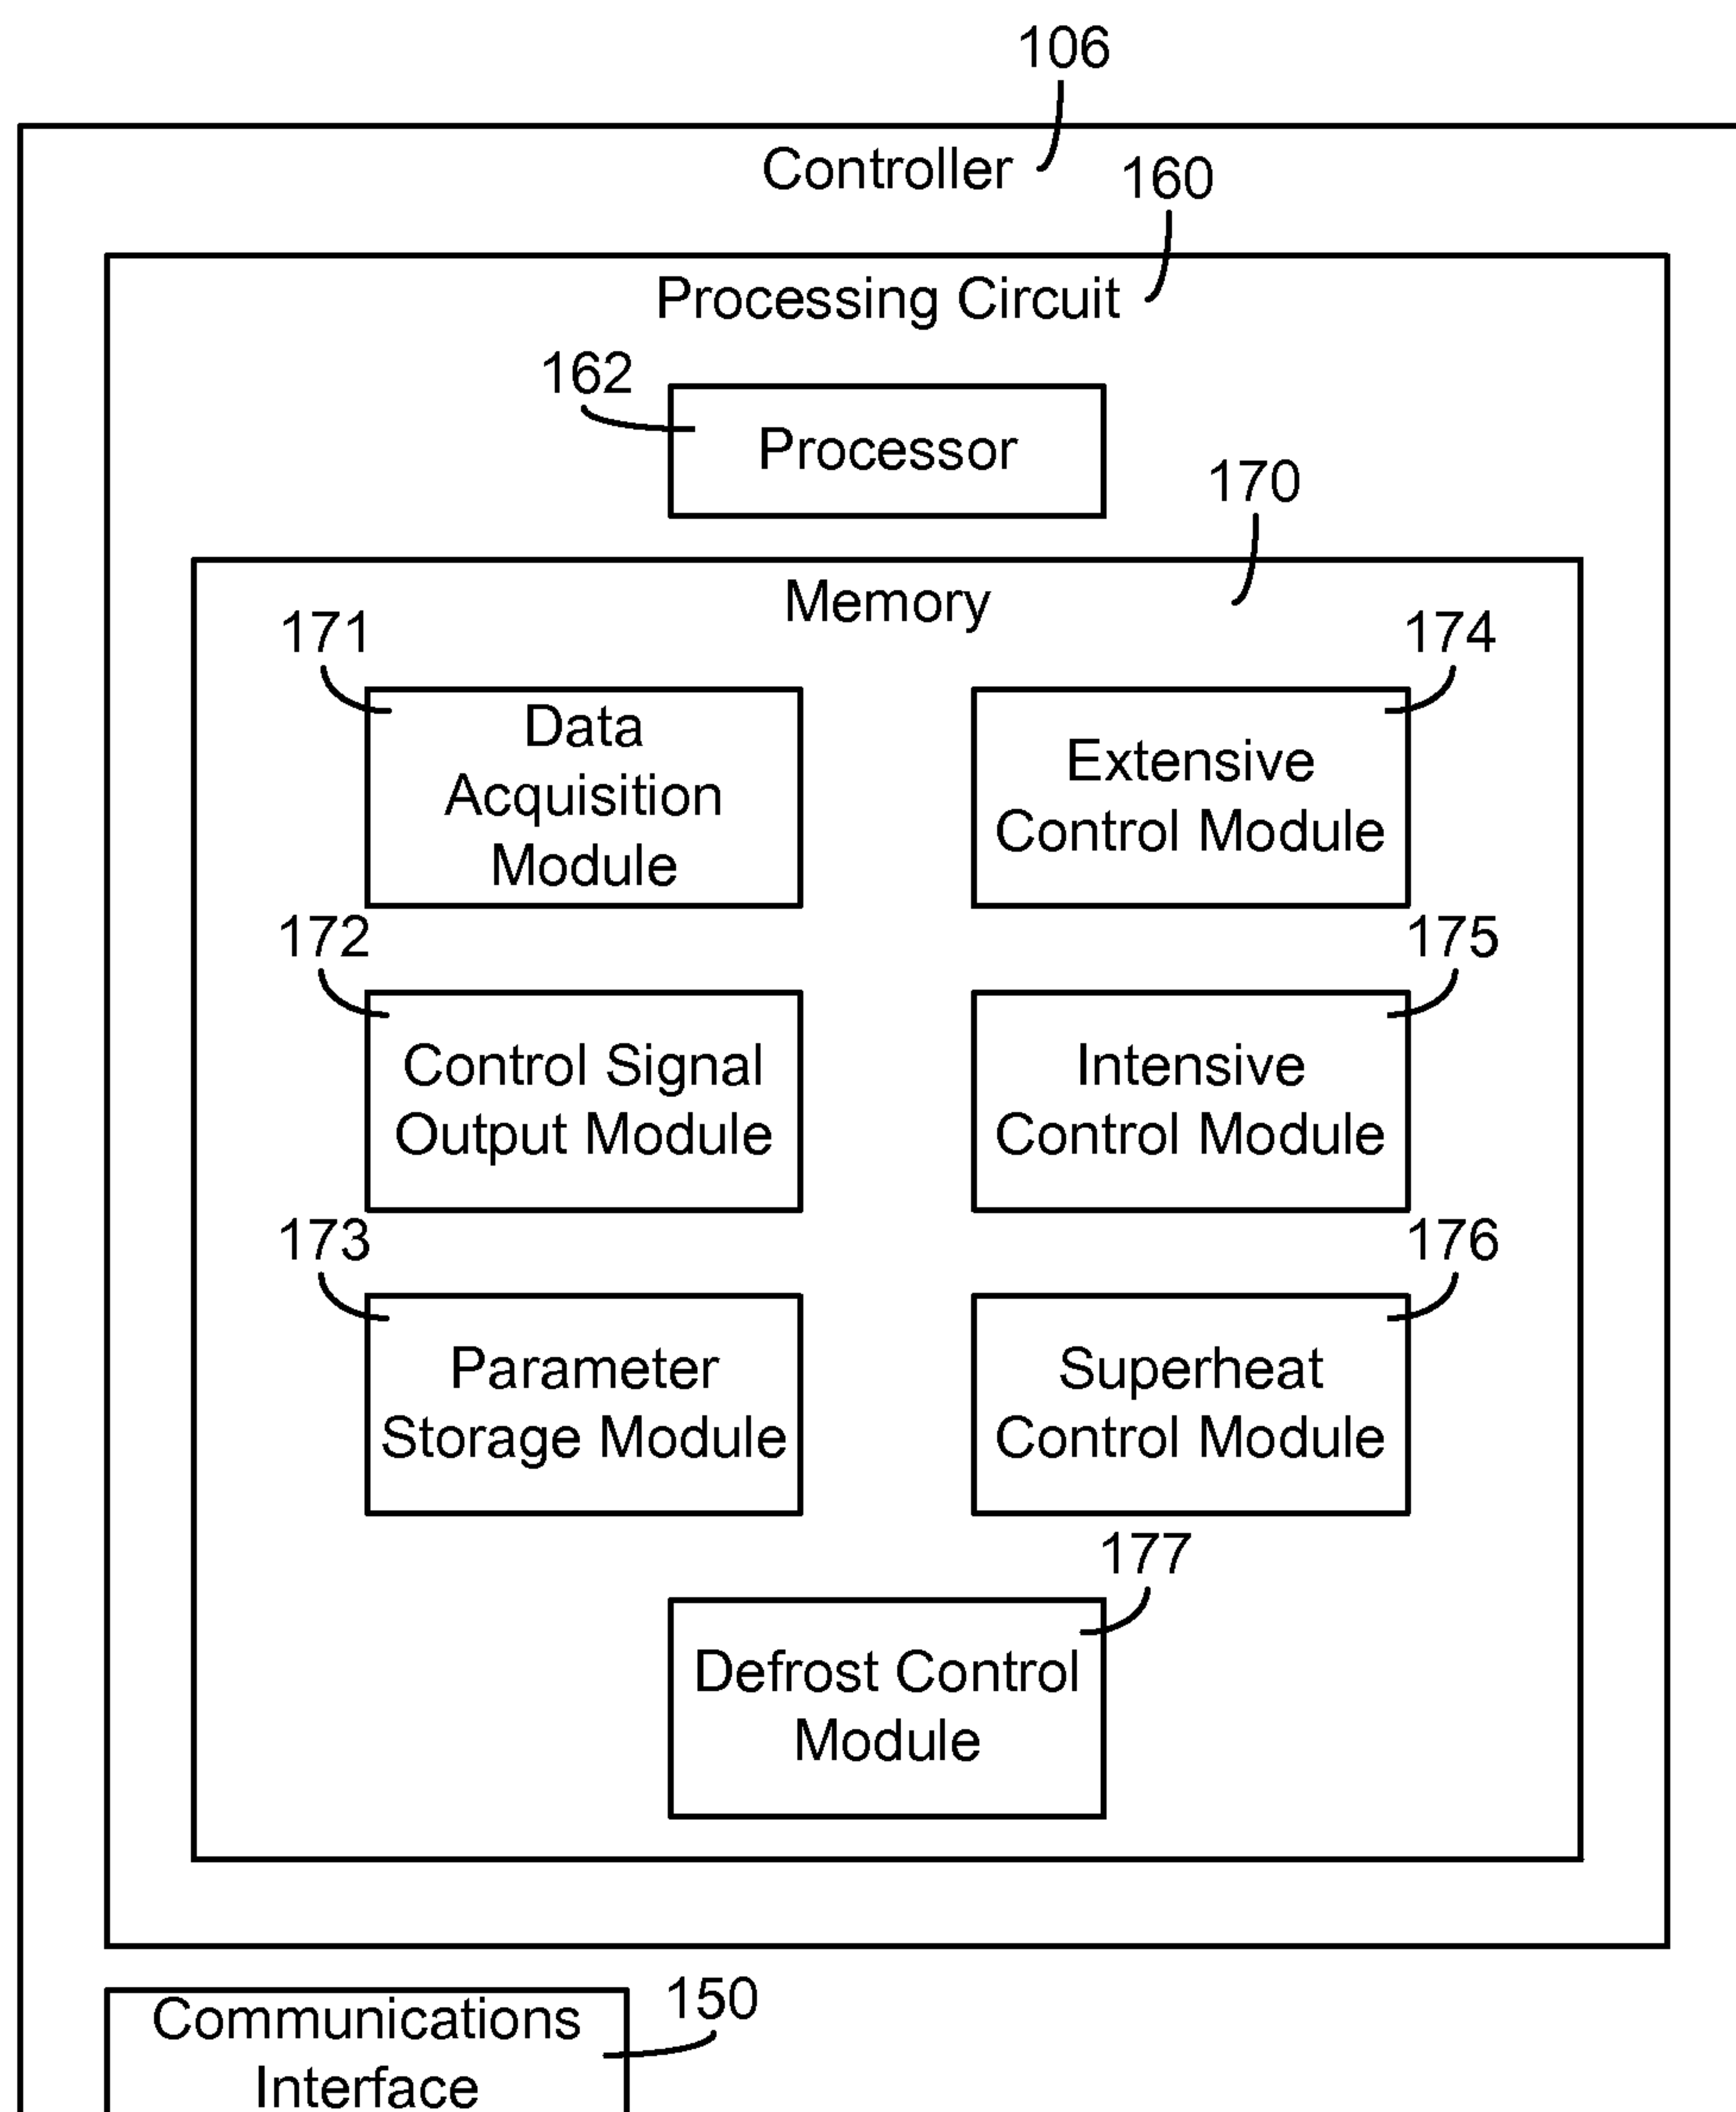 106
Controller
160
Processing Circuit
162
Processor
170
Memory
171
Data
Acquisition
Module
174
Extensive
Control Module
172
Control Signal
Output Module
175
Intensive
Control Module
173
Parameter
Storage Module
176
Superheat
Control Module
177
Defrost Control
Module
150
Communications
Interface